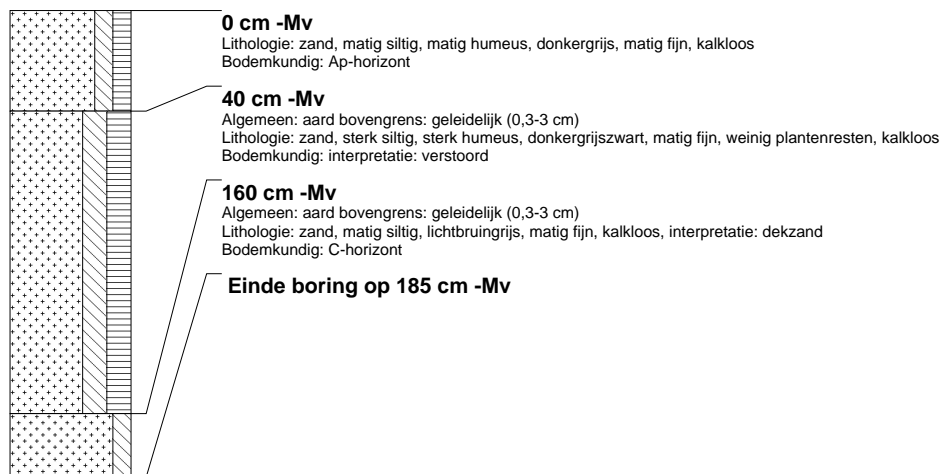 0 cm -Mv
Lithologie: zand, matig siltig, matig humeus, donkergrijs, matig fijn, kalkloos
Bodemkundig: Ap-horizont
40 cm -Mv
Algemeen: aard bovengrens: geleidelijk (0,3-3 cm)
Lithologie: zand, sterk siltig, sterk humeus, donkergrijszwart, matig fijn, weinig plantenresten, kalkloos
Bodemkundig: interpretatie: verstoord
160 cm -Mv
Algemeen: aard bovengrens: geleidelijk (0,3-3 cm)
Lithologie: zand, matig siltig, lichtbruingrijs, matig fijn, kalkloos, interpretatie: dekzand
Bodemkundig: C-horizont
Einde boring op 185 cm -Mv